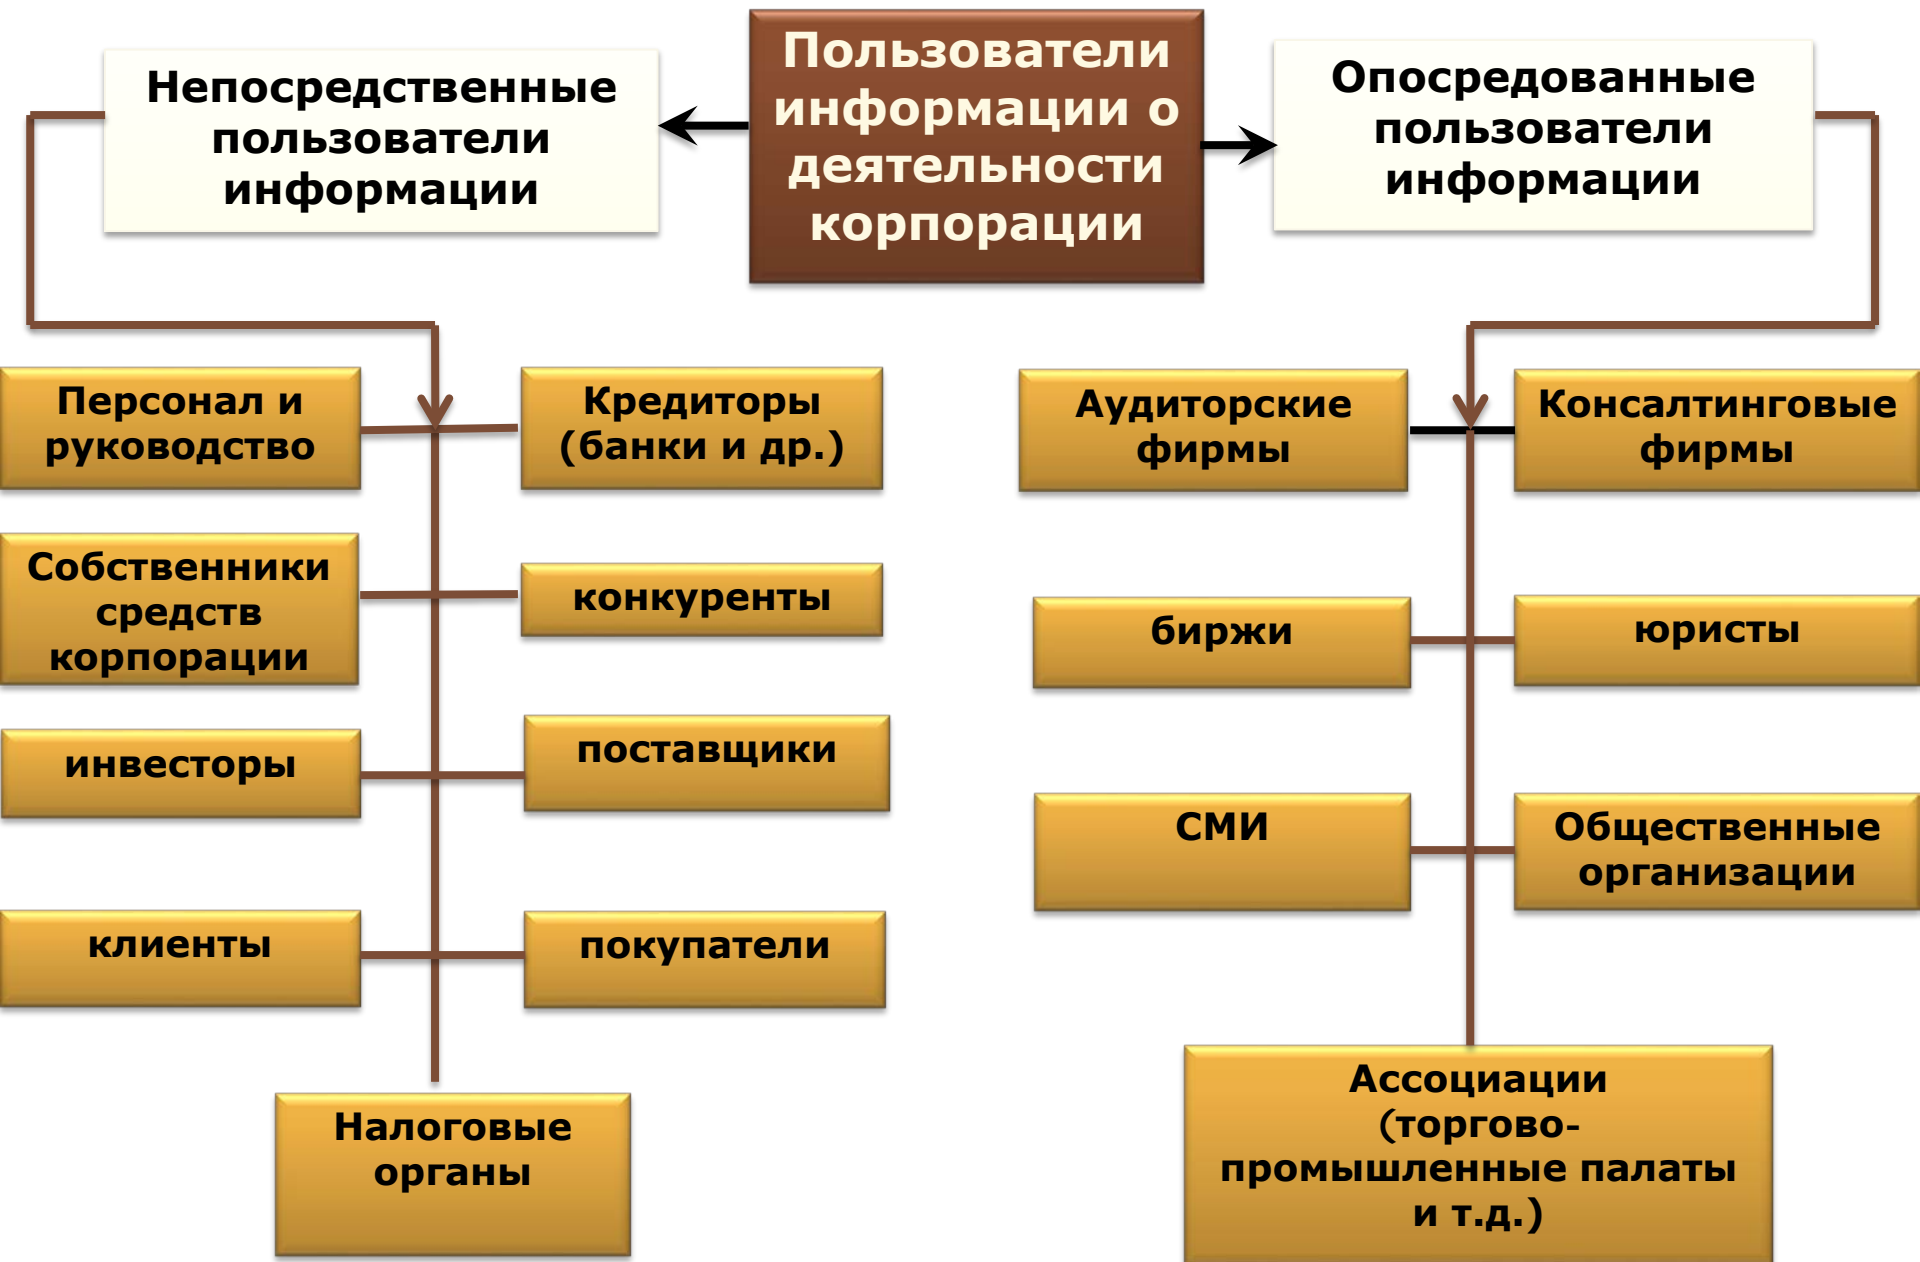 Пользователи
информации о
деятельности
корпорации
Непосредственные
пользователи
информации
Опосредованные
пользователи
информации
Персонал и
руководство
Кредиторы
(банки и др.)
Собственники
средств
корпорации
конкуренты
инвесторы
поставщики
клиенты
покупатели
Налоговые
органы
Аудиторские
фирмы
Консалтинговые
фирмы
биржи
юристы
СМИ
Общественные
организации
Ассоциации
(торгово-
промышленные палаты
и т.д.)